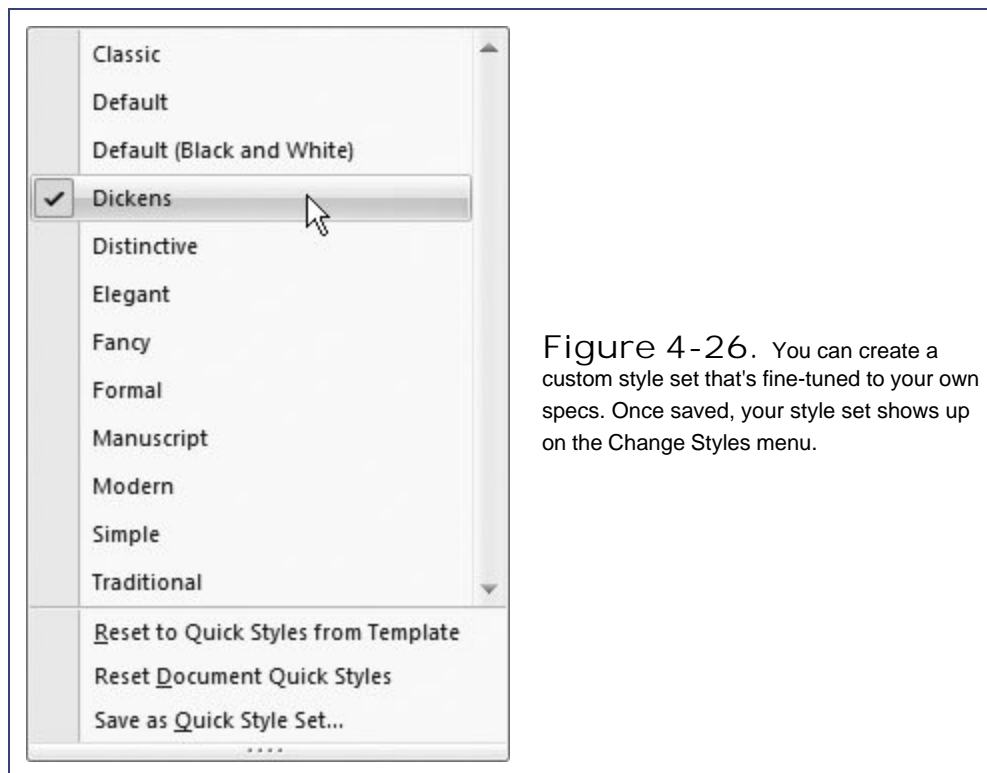 Classic
Default
Default (Black and White)
Dickens
Distinctive
Elegant
Fancy
Formal
Manuscript
Modern
Simple
Traditional
Reset to Quick Styles from Template
Reset Document Quick Styles
Save as Quick Style Set...
Figure 4-26. You can create a
custom style set that's fine-tuned to your own
specs. Once saved, your style set shows up
on the Change Styles menu.